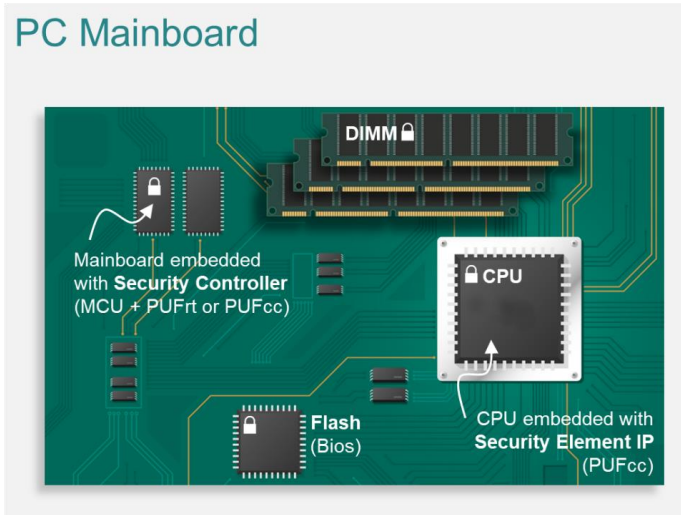 PC Mainboard
DIMM
Mainboard embedded
with Security Controller
(MCU + PUFrt or PUFcc)
CPU
Flash
(Bios)
CPU embedded with
Security Element IP
(PUFcc)